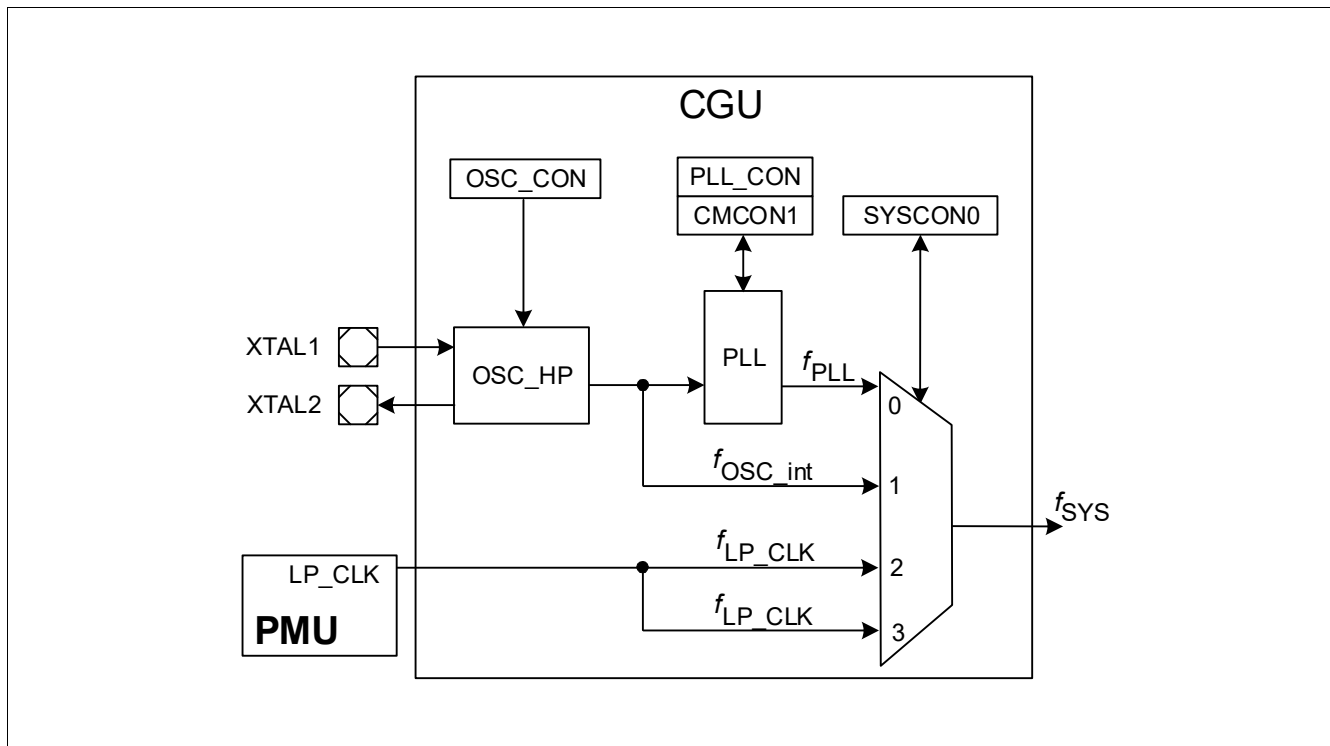 CGU
OSC_CON
PLL_CON
CMCON1
SYSCON0
XTAL1
XTAL2
OSC_HP
PLL
fPLL
0
fOSC_int
1
fSYS
fLP_CLK
2
LP_CLK
PMU
fLP_CLK
3